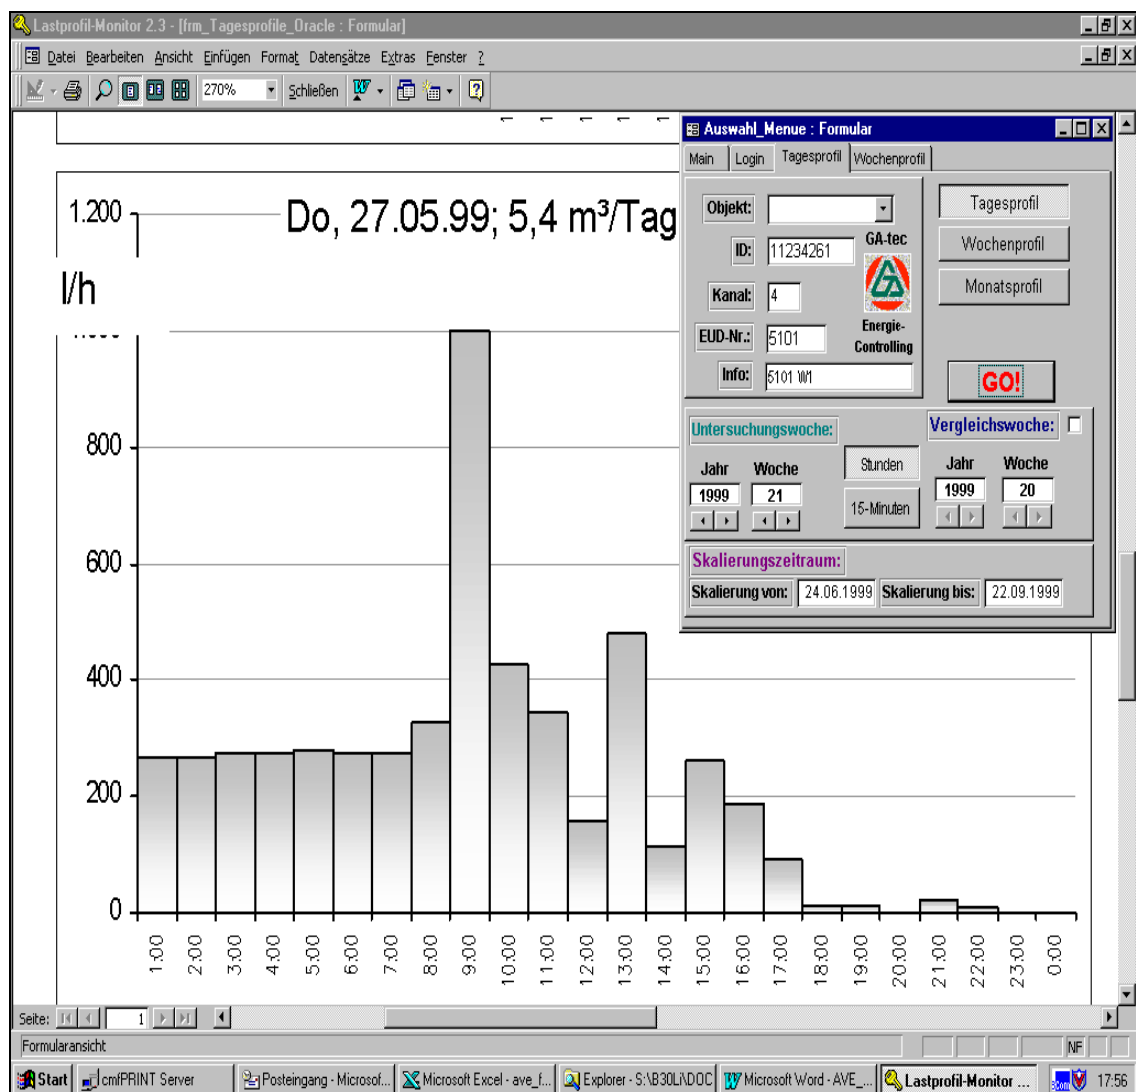 Lastprofil-Monitor 2.3 - [frm_Tagesprofile_Oracle : Formular]
Datei Bearbeiten Ansicht Einfügen Format Datensätze Extras Fenster ?
270% Schließen
1 1 1 1 1
Do, 27.05.99; 5,4 m³/Tag
1.200
l/h
800
600
400
200
0
1:00 2:00 3:00 4:00 5:00 6:00 7:00 8:00 9:00 10:00 11:00 12:00 13:00 14:00 15:00 16:00 17:00 18:00 19:00 20:00 21:00 22:00 23:00 0:00
Auswahl_Menue : Formular
Main Login Tagesprofil Wochenprofil
Objekt:
ID: 11234261
Kanal: 4
EUD-Nr.: 5101
Info: 5101 W1
GA-tec
Energie-
Controlling
Tagesprofil
Wochenprofil
Monatsprofil
GO!
Untersuchungswoche:
Jahr Woche
1999 21
Stunden
15-Minuten
Vergleichswoche:
Jahr Woche
1999 20
Skalierungszeitraum:
Skalierung von: 24.06.1999 Skalierung bis: 22.09.1999
Seite: 1
Formularansicht NF
Start cmfPRINT Server Posteingang - Microsof... Microsoft Excel - ave_f... Explorer - S:\B30Li\DOC Microsoft Word - AVE_... Lastprofil-Monitor ... 17:56